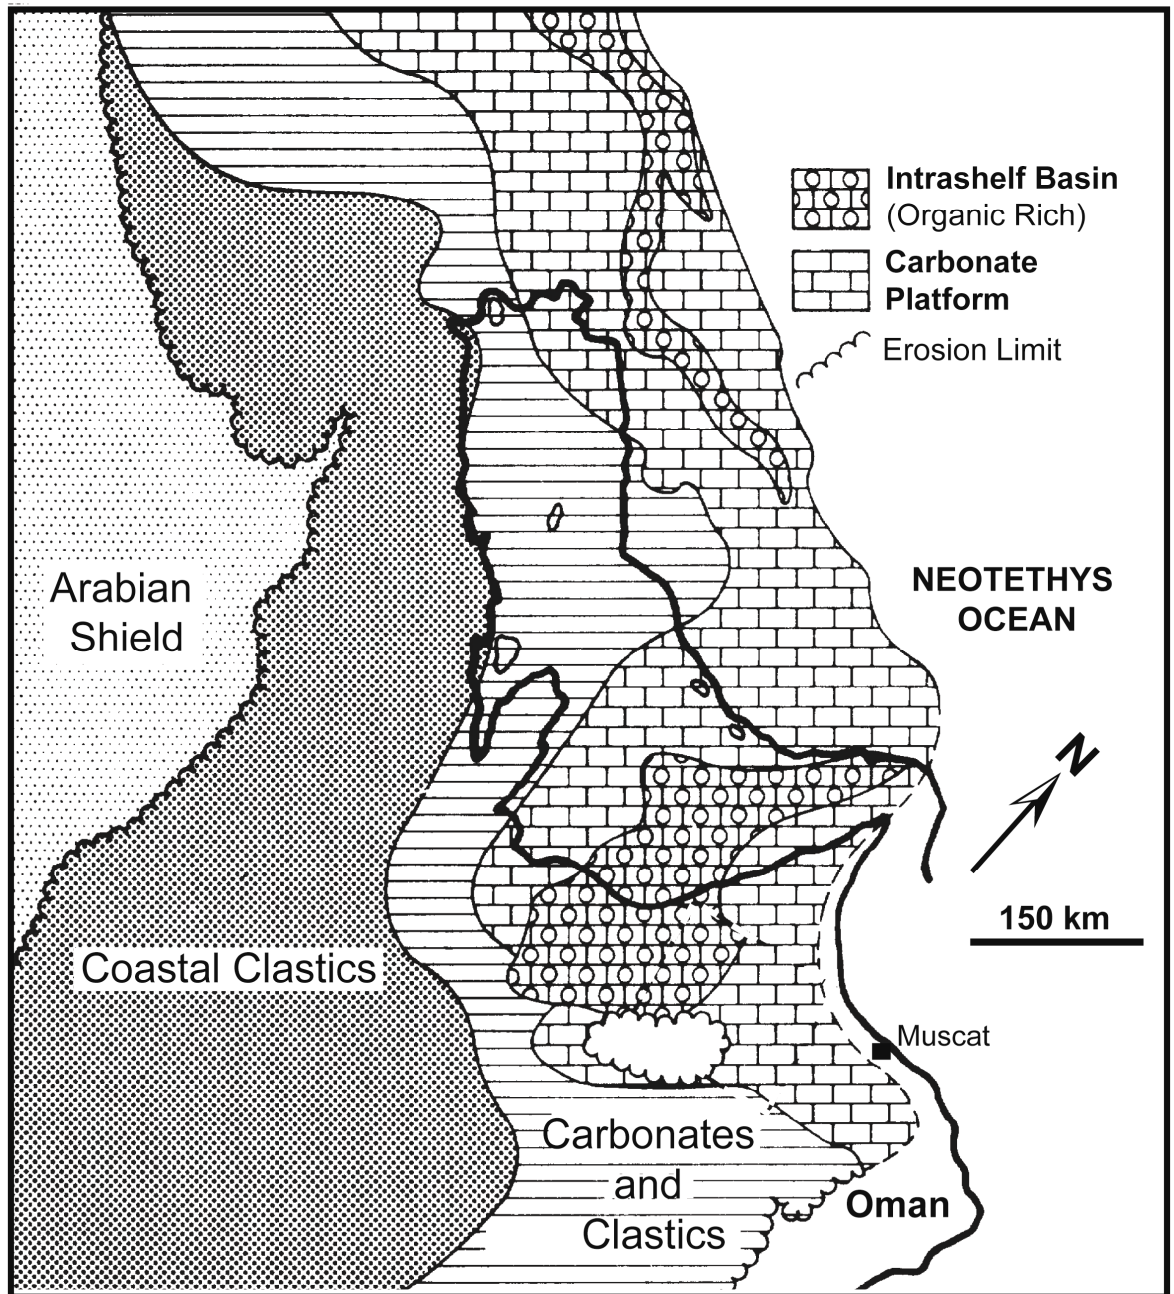 Intrashelf Basin
(Organic Rich)
Carbonate
Platform
Erosion Limit
Arabian
Shield
NEOTETHYS
OCEAN
N
150 km
Coastal Clastics
Muscat
Carbonates
and
Clastics
Oman